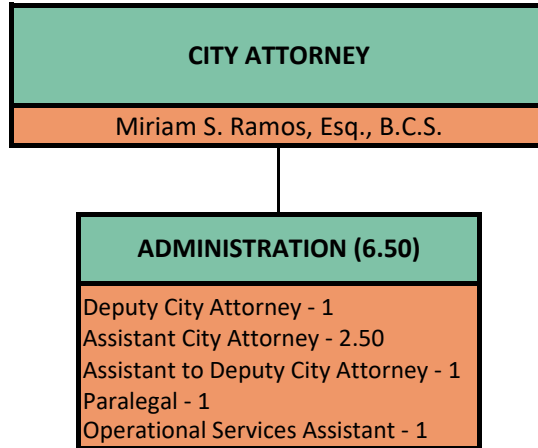 CITY ATTORNEY
Miriam S. Ramos, Esq., B.C.S.
ADMINISTRATION (6.50)
Deputy City Attorney - 1
Assistant City Attorney - 2.50
Assistant to Deputy City Attorney - 1
Paralegal - 1
Operational Services Assistant - 1